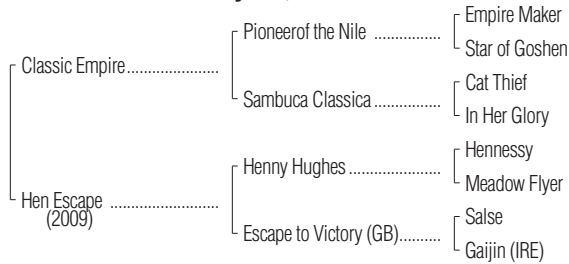 Empire Maker
Pioneerof the Nile ................
Star of Goshen
Classic Empire......................
Cat Thief
Sambuca Classica ................
In Her Glory
Hennessy
Henny Hughes ......................
Meadow Flyer
Hen Escape ..........................
(2009)
Salse
Escape to Victory (GB)..........
Gaijin (IRE)